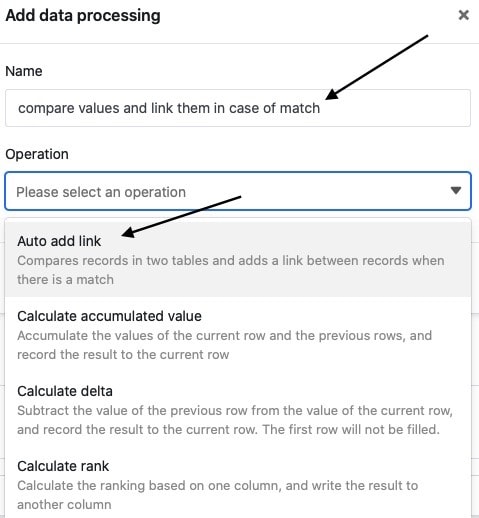 Add data processing
Name
compare values and link them in case of match
Operation
Please select an operation
Auto add link
Compares records in two tables and adds a link between records when
there is a match
Calculate accumulated value
Accumulate the values of the current row and the previous rows, and
record the result to the current row
Calculate delta
Subtract the value of the previous row from the value of the current row,
and record the result to the current row. The first row will not be filled.
Calculate rank
Calculate the ranking based on one column, and write the result to
another column